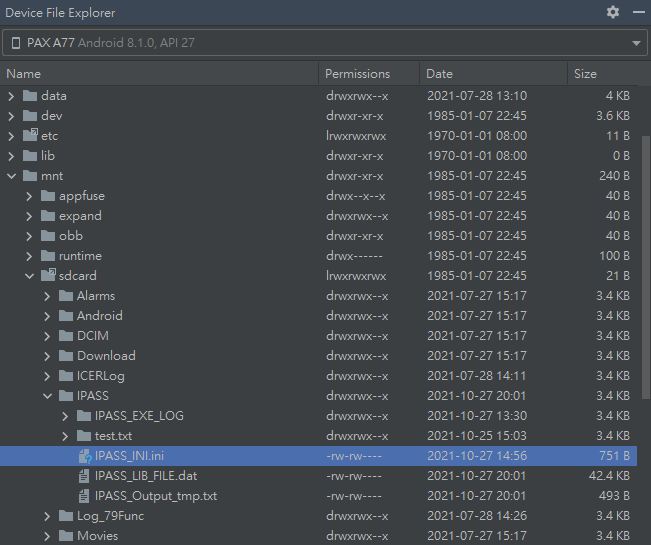 Device File Explorer
PAX A77 Android 8.1.0, API 27
Name Permissions Date Size
data drwxrwx--x 2021-07-28 13:10 4 KB
dev drwxr-xr-x 1985-01-07 22:45 3.6 KB
etc lrwxrwxrwx 1970-01-01 08:00 11 B
lib drwxr-xr-x 1970-01-01 08:00 0 B
mnt drwxr-xr-x 1985-01-07 22:45 240 B
appfuse drwx--x--x 1985-01-07 22:45 40 B
expand drwxrwx--x 1985-01-07 22:45 40 B
obb drwxr-xr-x 1985-01-07 22:45 40 B
runtime drwx------ 1985-01-07 22:45 100 B
sdcard lrwxrwxrwx 1985-01-07 22:45 21 B
Alarms drwxrwx--x 2021-07-27 15:17 3.4 KB
Android drwxrwx--x 2021-07-27 15:17 3.4 KB
DCIM drwxrwx--x 2021-07-27 15:17 3.4 KB
Download drwxrwx--x 2021-07-27 15:17 3.4 KB
ICERLog drwxrwx--x 2021-07-28 14:11 3.4 KB
IPASS drwxrwx--x 2021-10-27 20:01 3.4 KB
IPASS_EXE_LOG drwxrwx--x 2021-10-27 13:30 3.4 KB
test.txt drwxrwx--x 2021-10-25 15:03 3.4 KB
IPASS_INI.ini -rw-rw---- 2021-10-27 14:56 751 B
IPASS_LIB_FILE.dat -rw-rw---- 2021-10-27 20:01 42.4 KB
IPASS_Output_tmp.txt -rw-rw---- 2021-10-27 20:01 493 B
Log_79Func drwxrwx--x 2021-07-28 14:26 3.4 KB
Movies drwxrwx--x 2021-07-27 15:17 3.4 KB